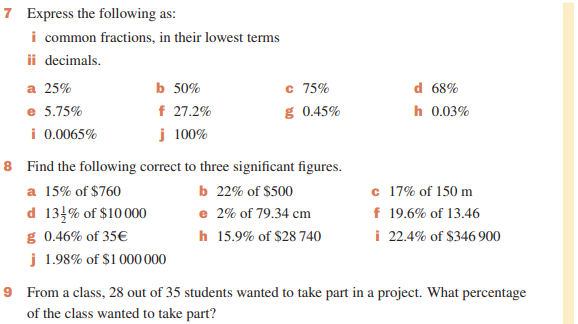 7 Express the following as:
i common fractions, in their lowest terms
ii decimals.
a 25% b 50% c 75% d 68%
e 5.75% f 27.2% g 0.45% h 0.03%
i 0.0065% j 100%
8 Find the following correct to three significant figures.
a 15% of $760 b 22% of $500 c 17% of 150 m
d 13½% of $10 000 e 2% of 79.34 cm f 19.6% of 13.46
g 0.46% of 35€ h 15.9% of $28 740 i 22.4% of $346 900
j 1.98% of $1 000 000
9 From a class, 28 out of 35 students wanted to take part in a project. What percentage
of the class wanted to take part?